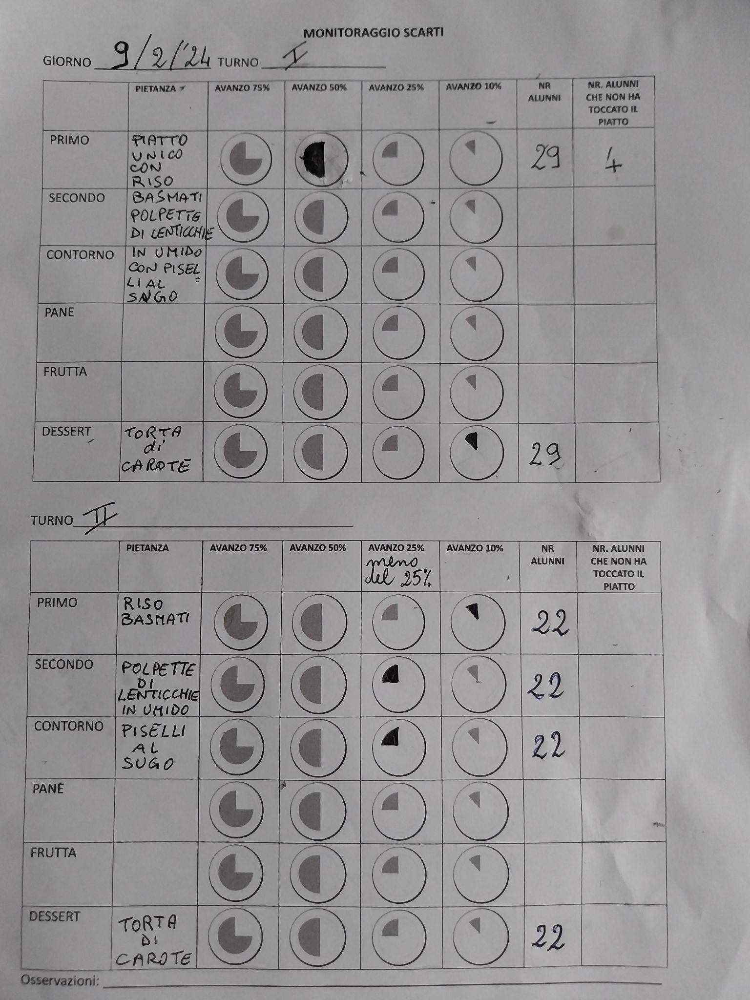 MONITORAGGIO SCARTI
GIORNO 9/2/'24 TURNO I
PIETANZA AVANZO 75% AVANZO 50% AVANZO 25% AVANZO 10% NR ALUNNI NR. ALUNNI CHE NON HA TOCCATO IL PIATTO
PRIMO PIATTO 29 4
UNICO
CON
RISO
SECONDO BASMATI
POLPETTE
DI LENTICCHIE
CONTORNO IN UMIDO
CON PISEL=
LI AL
SUGO
PANE
FRUTTA
DESSERT TORTA 29
di
CAROTE
TURNO II
PIETANZA AVANZO 75% AVANZO 50% AVANZO 25% AVANZO 10% NR ALUNNI NR. ALUNNI CHE NON HA TOCCATO IL PIATTO
meno
del 25%
PRIMO RISO 22
BASMATI
SECONDO POLPETTE 22
DI
LENTICCHIE
IN UMIDO
CONTORNO PISELLI 22
AL
SUGO
PANE
FRUTTA
DESSERT TORTA 22
DI
CAROTE
Osservazioni: